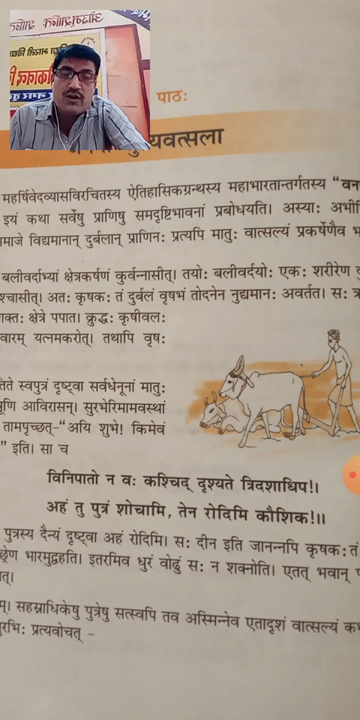 पाठः
यवत्सला
महर्षिवेदव्यासविरचितस्य ऐतिहासिकग्रन्थस्य महाभारतान्तर्गतस्य "वन
इयं कथा सर्वेषु प्राणिषु समदृष्टिभावनां प्रबोधयति। अस्याः अभीप्
माजे विद्यमानान् दुर्बलान् प्राणिनः प्रत्यपि मातुः वात्सल्यं प्रकर्षेणैव भ
बलीवर्दाभ्यां क्षेत्रकर्षणं कुर्वन्नासीत्। तयोः बलीवर्दयोः एकः शरीरेण दु
श्चासीत्। अतः कृषकः तं दुर्बलं वृषभं तोदनेन नुद्यमानः अवर्तत। सः
क्तः क्षेत्रे पपात। क्रुद्धः कृषीवलः
वारम् यत्नमकरोत्। तथापि वृषः
तिते स्वपुत्रं दृष्ट्वा सर्वधेनूनां मातुः
णि आविरासन्। सुरभेरिमामवस्थां
तामपृच्छत्-"अयि शुभे! किमेवं
" इति। सा च
विनिपातो न वः कश्चिद् दृश्यते त्रिदशाधिप!।
अहं तु पुत्रं शोचामि, तेन रोदिमि कौशिक!॥
पुत्रस्य दैन्यं दृष्ट्वा अहं रोदिमि। सः दीन इति जानन्नपि कृषकः तं
छ्रेण भारमुद्वहति। इतरमिव धुरं वोढुं सः न शक्नोति। एतत् भवान् प
त्।
म्। सहस्राधिकेषु पुत्रेषु सत्स्वपि तव अस्मिन्नेव एतादृशं वात्सल्यं कथ
सुरभिः प्रत्यवोचत् –